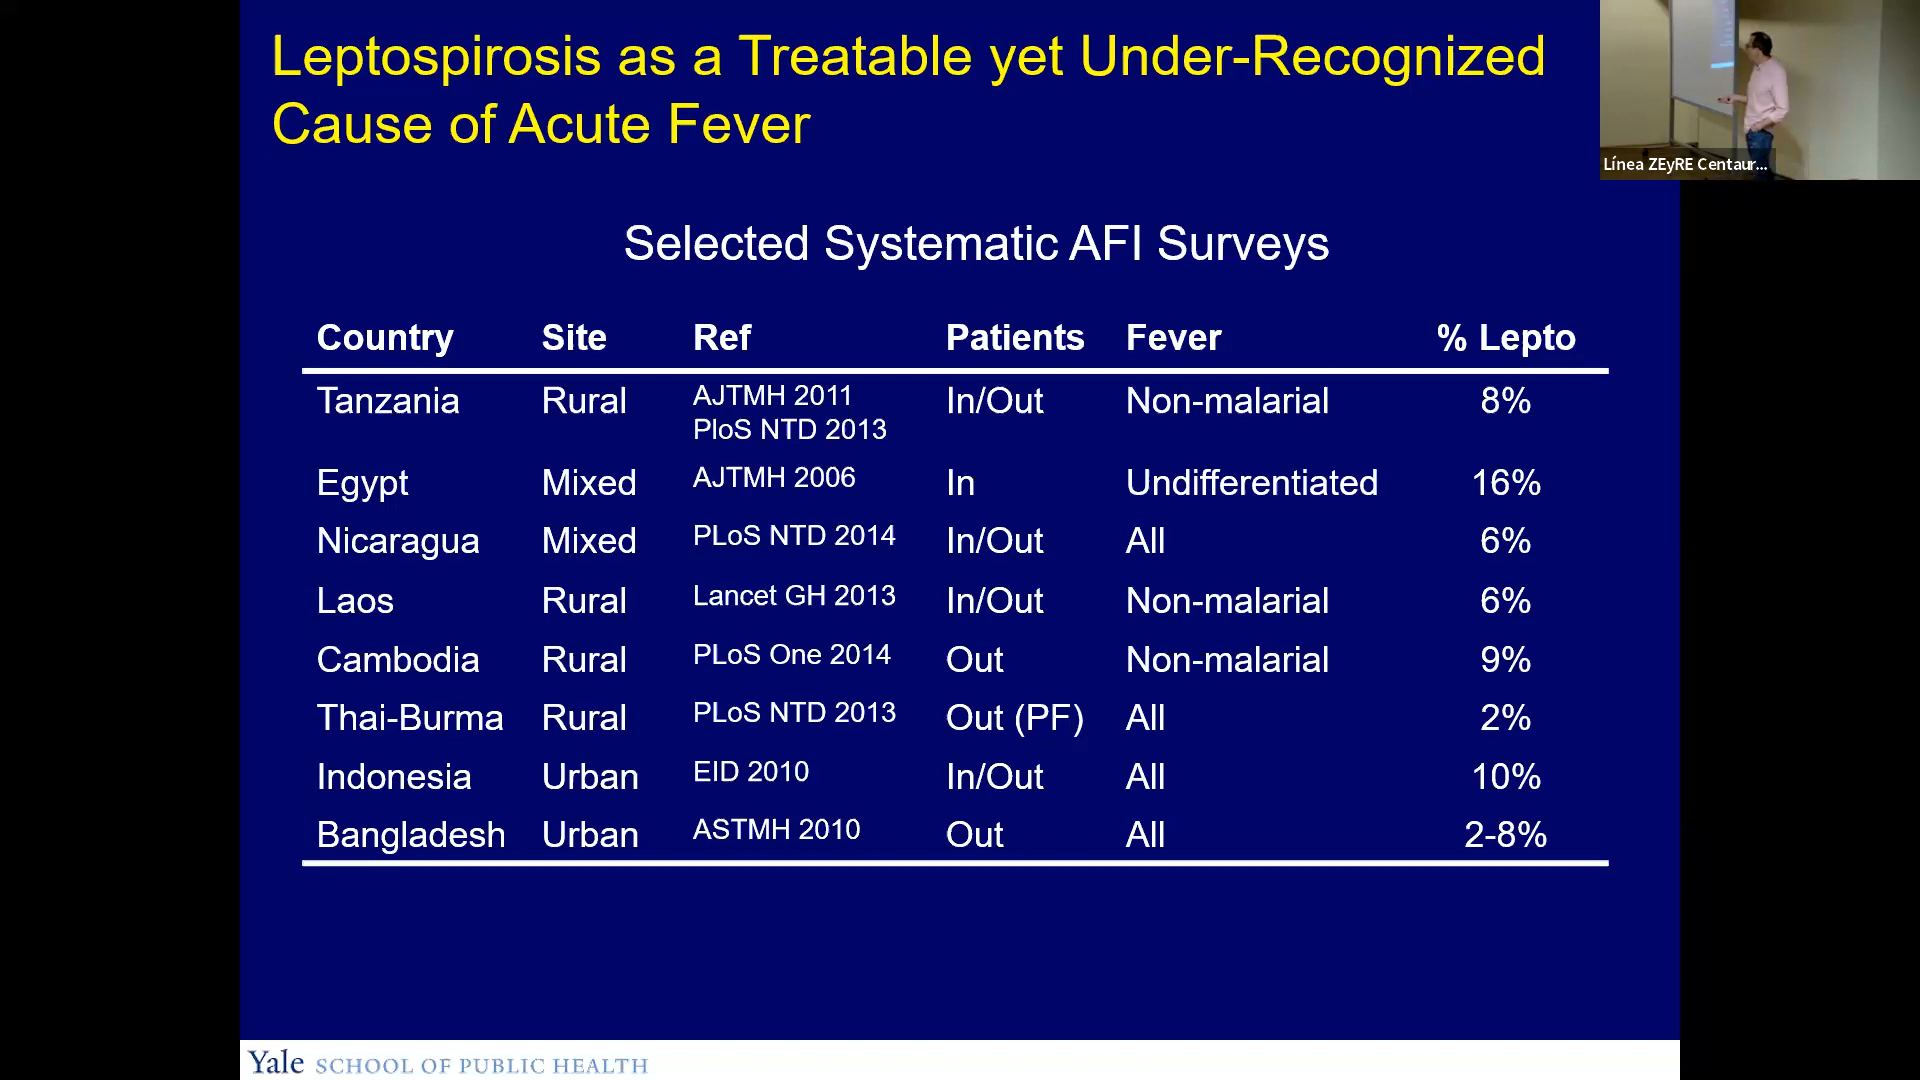 Leptospirosis as a Treatable yet Under-Recognized
Cause of Acute Fever
Línea ZEyRE Centaur...
Selected Systematic AFI Surveys
Country Site Ref Patients Fever % Lepto
Tanzania Rural AJTMH 2011 PloS NTD 2013 In/Out Non-malarial 8%
Egypt Mixed AJTMH 2006 In Undifferentiated 16%
Nicaragua Mixed PLoS NTD 2014 In/Out All 6%
Laos Rural Lancet GH 2013 In/Out Non-malarial 6%
Cambodia Rural PLoS One 2014 Out Non-malarial 9%
Thai-Burma Rural PLoS NTD 2013 Out (PF) All 2%
Indonesia Urban EID 2010 In/Out All 10%
Bangladesh Urban ASTMH 2010 Out All 2-8%
Yale SCHOOL OF PUBLIC HEALTH